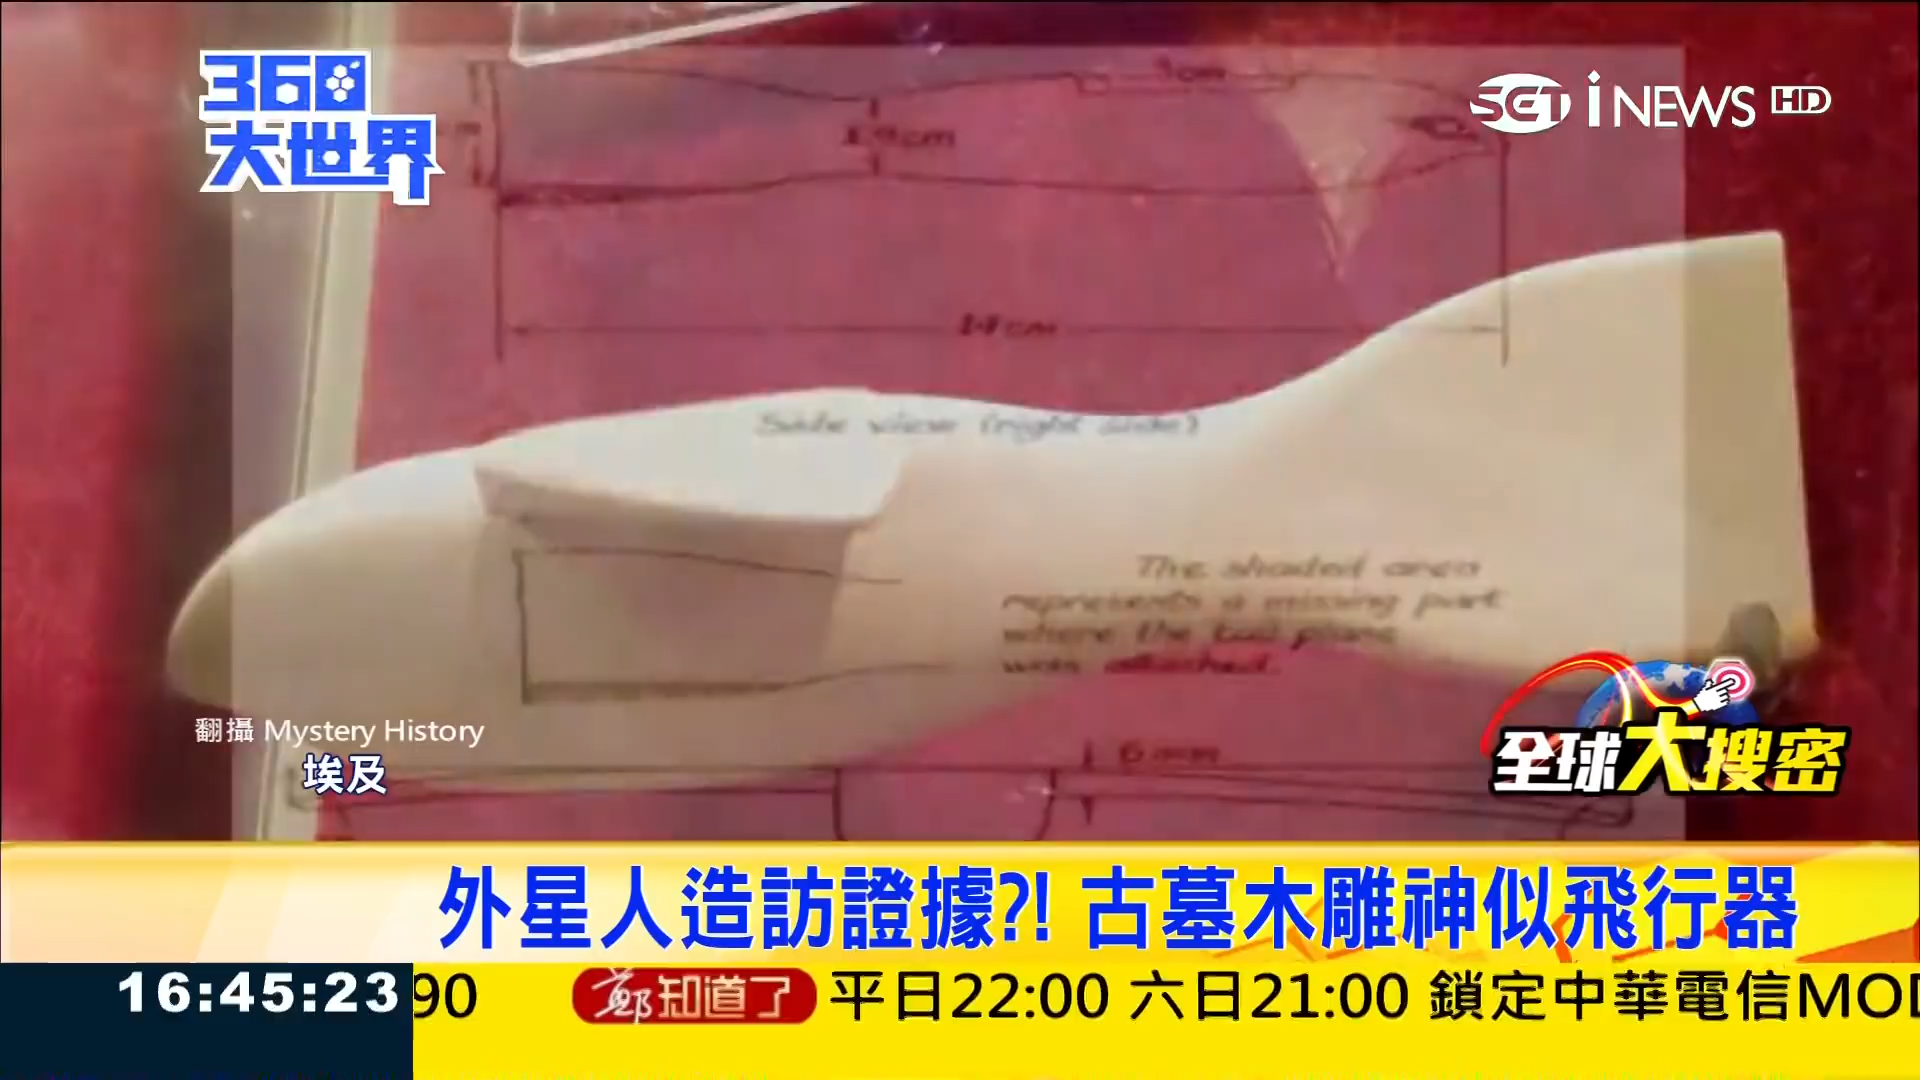 360
大世界
SET iNEWS HD
1.9cm
Side view (right side)
The shaded area
represents a missing part
where the tail plane
was attached.
6mm
翻攝 Mystery History
埃及
全球大搜密
外星人造訪證據?! 古墓木雕神似飛行器
16:45:23
90 鄭知道了 平日22:00 六日21:00 鎖定中華電信MOD